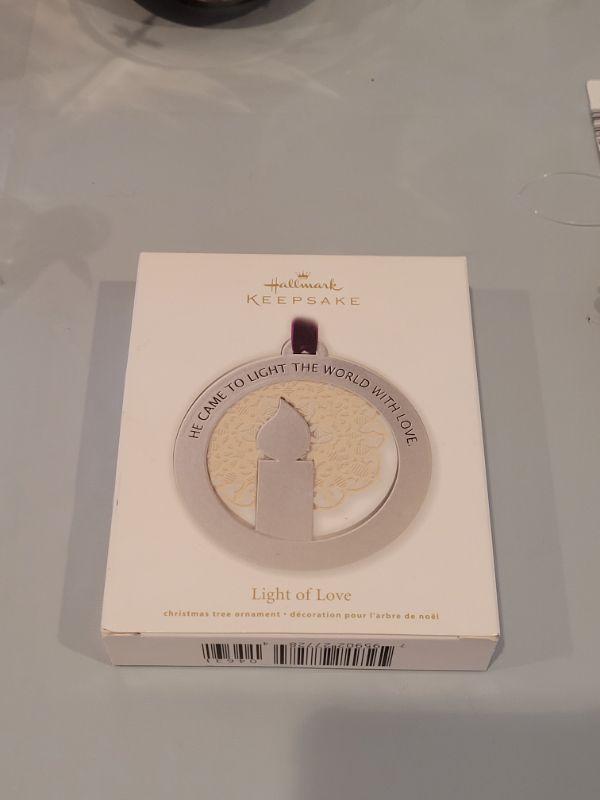 Hallmark
KEEPSAKE
HE CAME TO LIGHT THE WORLD WITH LOVE.
Light of Love
christmas tree ornament • décoration pour l'arbre de noël